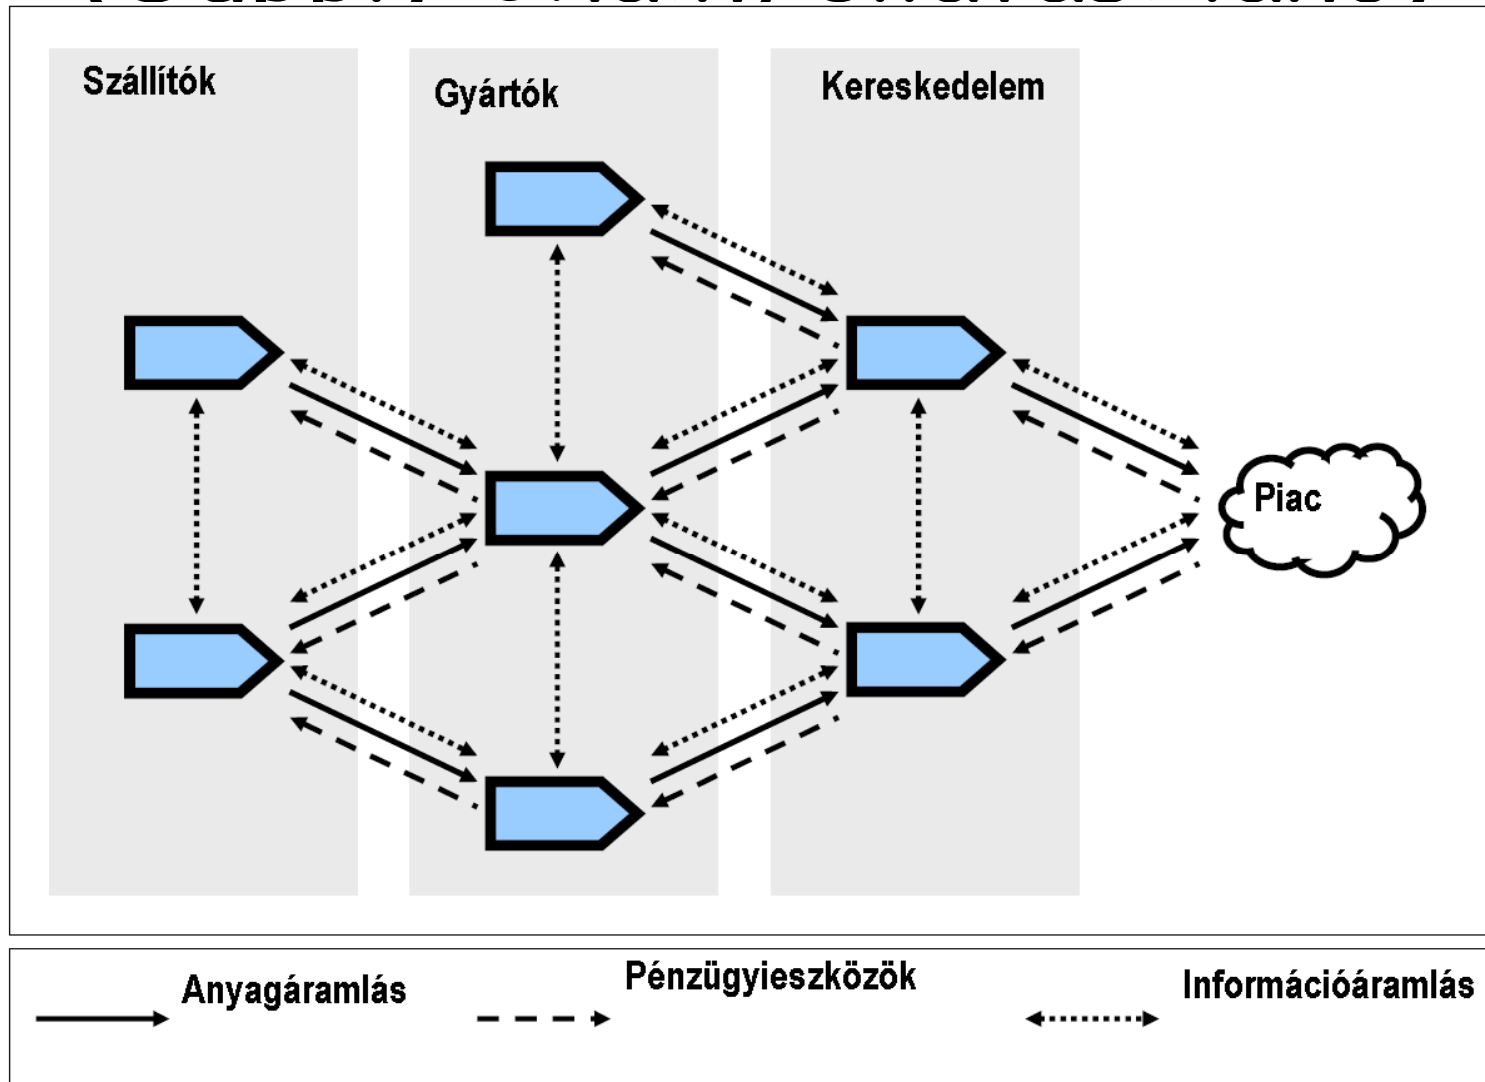 Szállítók
Gyártók
Kereskedelem
Piac
Anyagáramlás
Pénzügyieszközök
Információáramlás